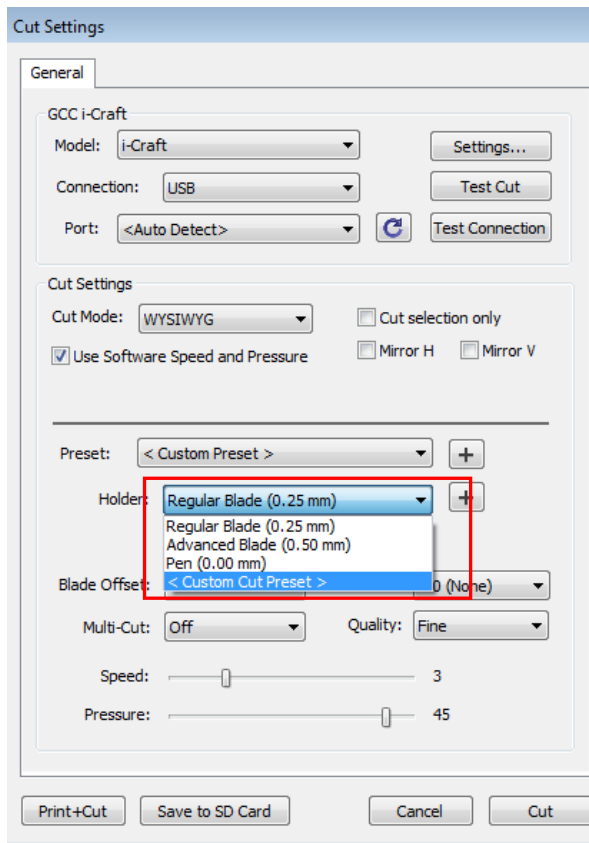 Cut Settings
General
GCC i-Craft
Model: i-Craft Settings...
Connection: USB Test Cut
Port: <Auto Detect> Test Connection
Cut Settings
Cut Mode: WYSIWYG Cut selection only
Use Software Speed and Pressure Mirror H Mirror V
Preset: < Custom Preset > +
Holder: Regular Blade (0.25 mm) +
Regular Blade (0.25 mm)
Advanced Blade (0.50 mm)
Pen (0.00 mm)
< Custom Cut Preset >
Blade Offset: 0 (None)
Multi-Cut: Off Quality: Fine
Speed: 3
Pressure: 45
Print+Cut Save to SD Card Cancel Cut